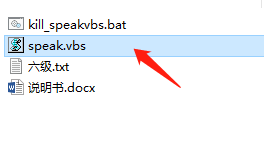 kill_speakvbs.bat
speak.vbs
六级.txt
说明书.docx